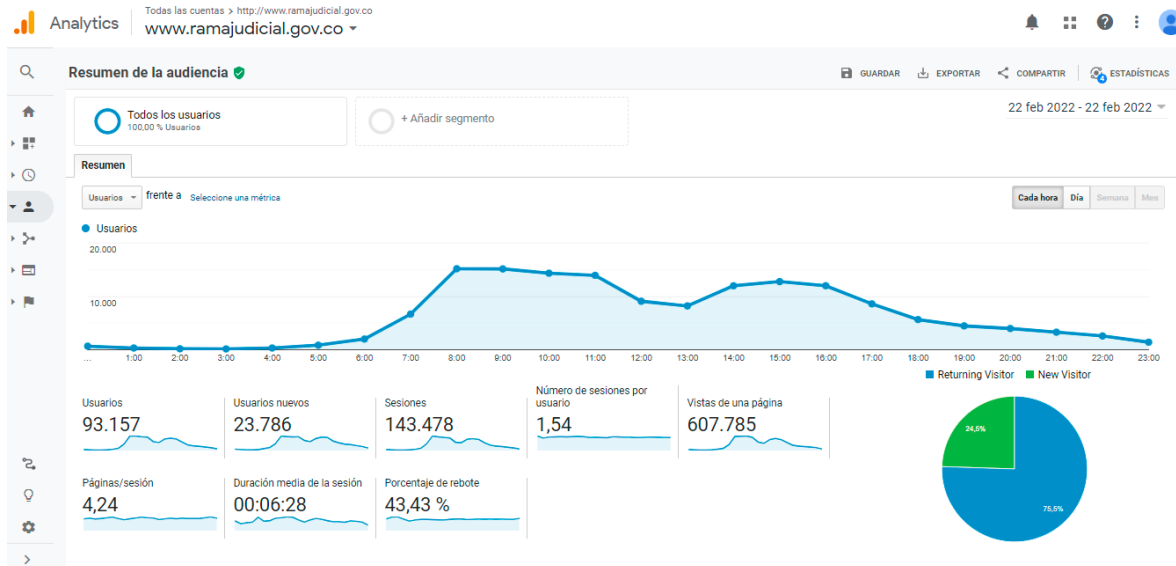 Analytics
Todas las cuentas > http://www.ramajudicial.gov.co
www.ramajudicial.gov.co
Resumen de la audiencia
GUARDAR
EXPORTAR
COMPARTIR
4
ESTADÍSTICAS
Todos los usuarios
100,00 % Usuarios
+ Añadir segmento
22 feb 2022 - 22 feb 2022
Resumen
Usuarios
frente a
Seleccione una métrica
Cada hora
Día
Semana
Mes
Usuarios
20.000
10.000
... 1:00 2:00 3:00 4:00 5:00 6:00 7:00 8:00 9:00 10:00 11:00 12:00 13:00 14:00 15:00 16:00 17:00 18:00 19:00 20:00 21:00 22:00 23:00
Returning Visitor
New Visitor
Usuarios
93.157
Usuarios nuevos
23.786
Sesiones
143.478
Número de sesiones por
usuario
1,54
Vistas de una página
607.785
Páginas/sesión
4,24
Duración media de la sesión
00:06:28
Porcentaje de rebote
43,43 %
24,5%
75,5%